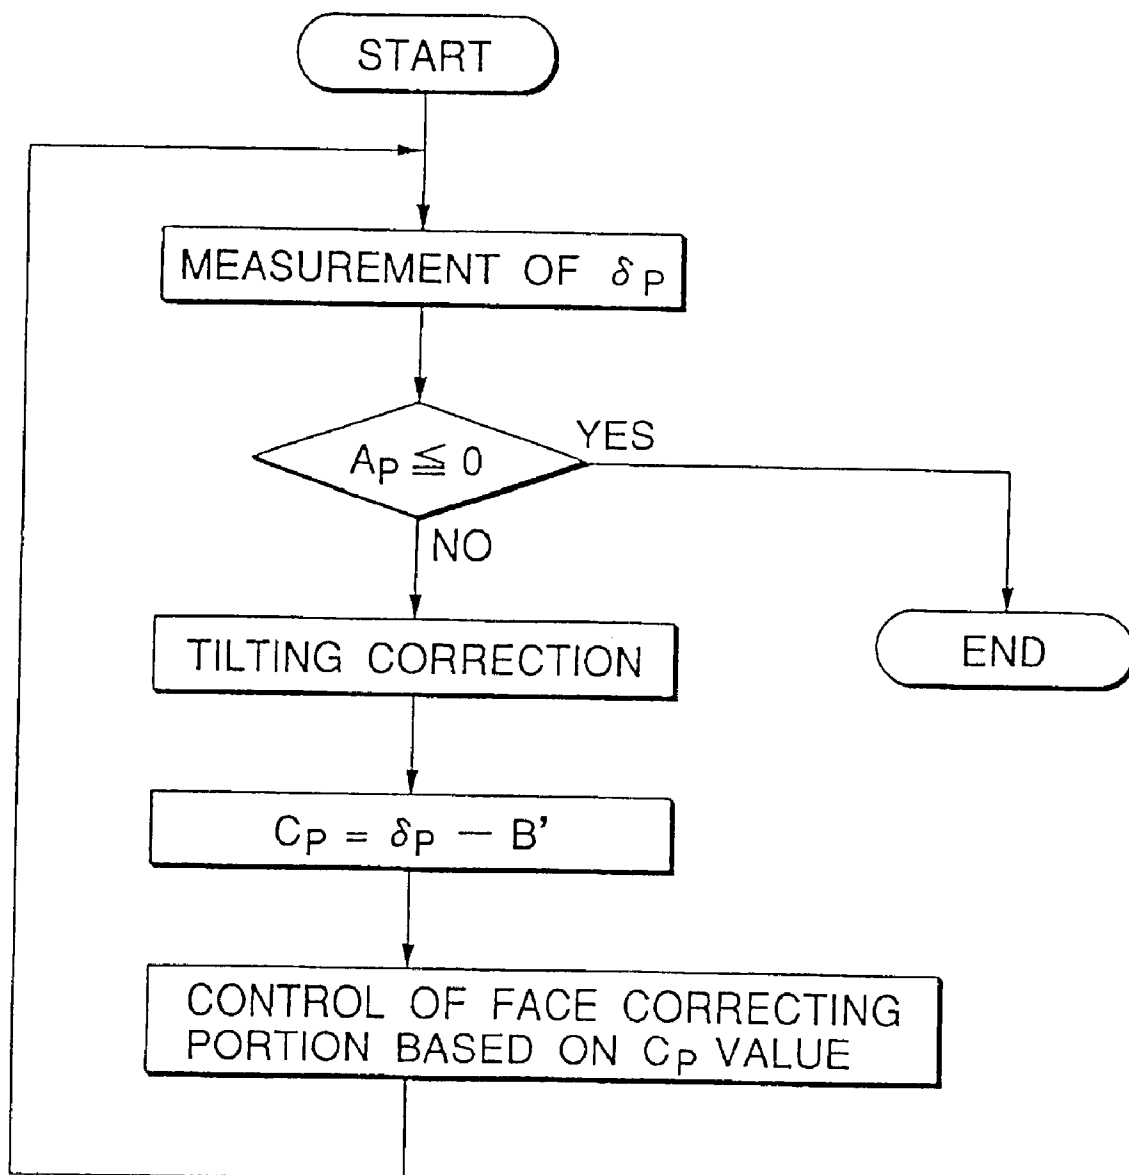 START
MEASUREMENT OF δP
AP ≦ 0
YES
NO
TILTING CORRECTION
END
CP = δP − B'
CONTROL OF FACE CORRECTING
PORTION BASED ON CP VALUE